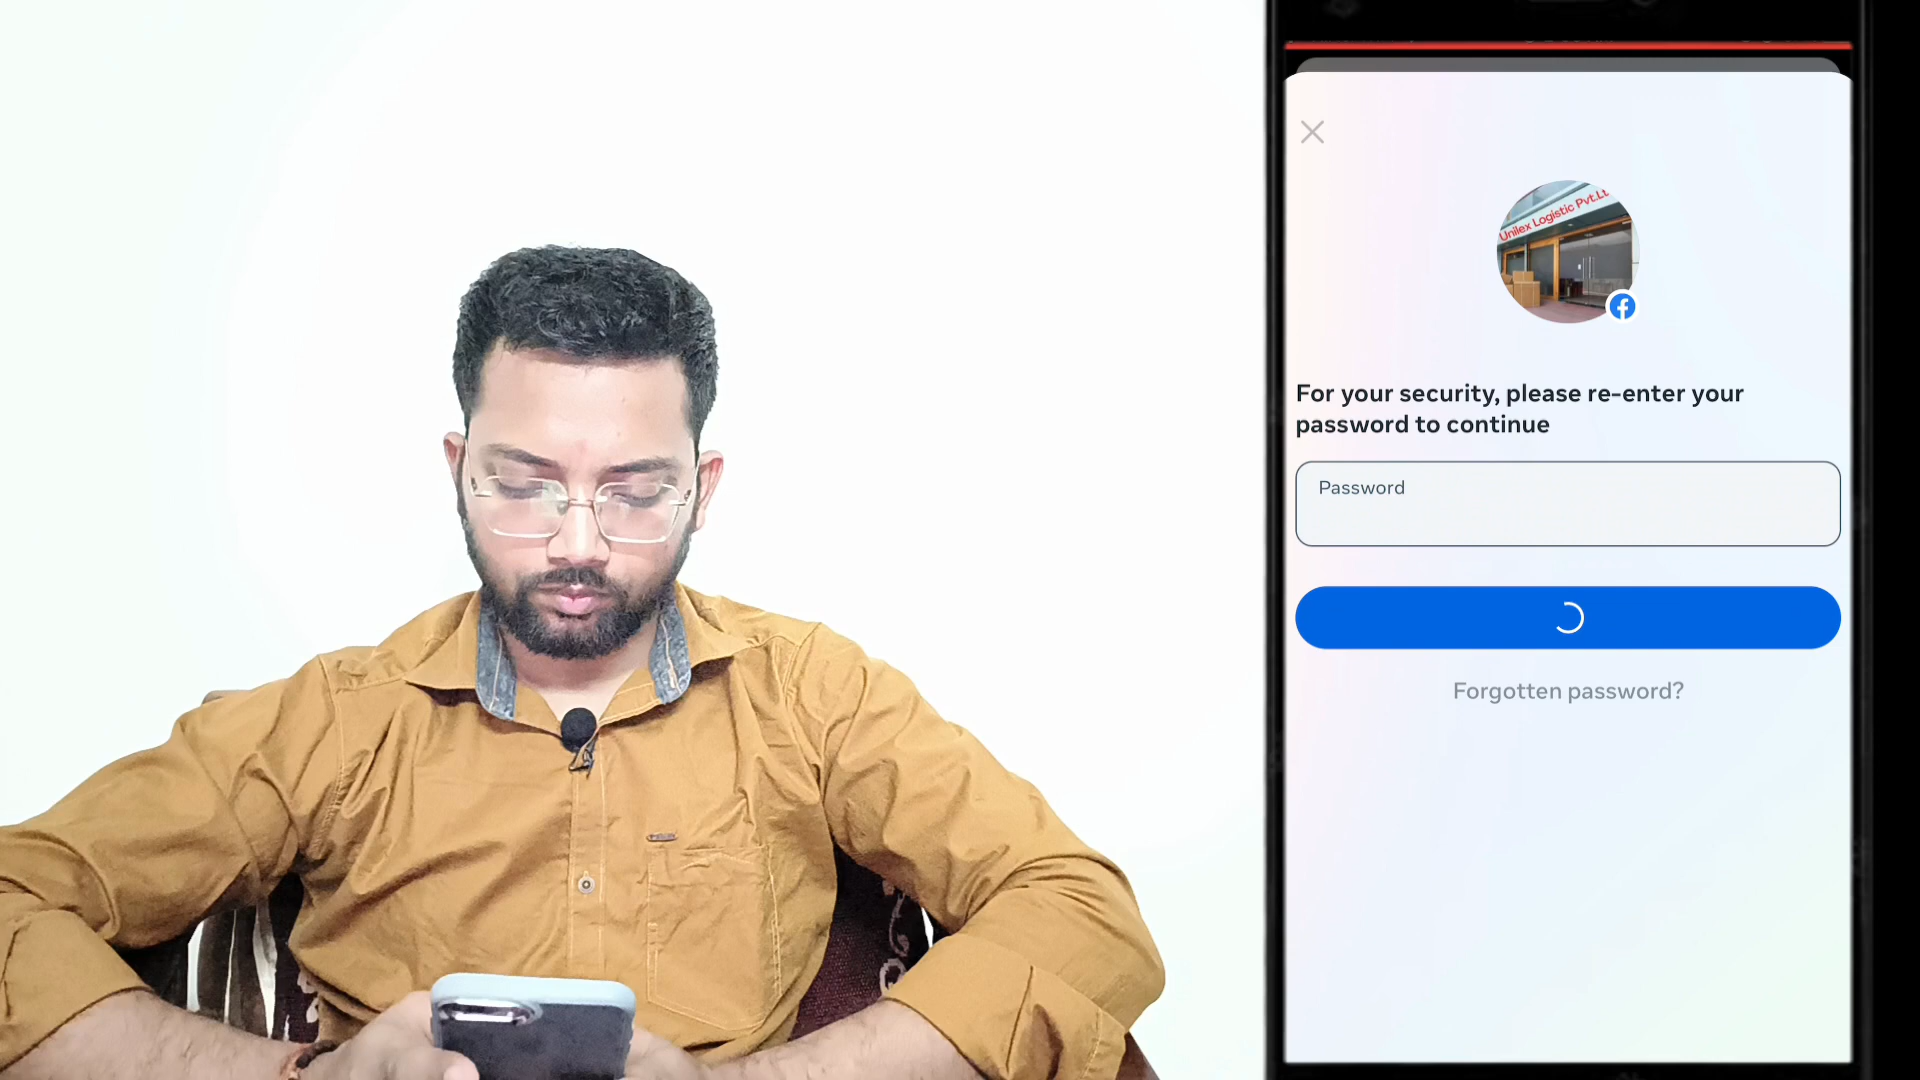 Unilex Logistic Pvt.Lt
For your security, please re-enter your
password to continue
Password
Forgotten password?